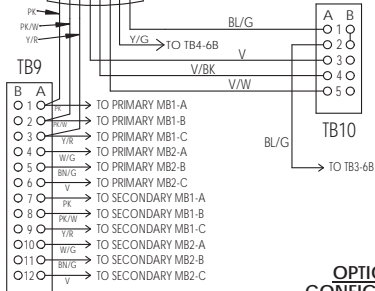 PK
PK/W
Y/R
BL/G
Y/G
TO TB4-6B
V
V/BK
V/W
A B
1
2
3
4
5
TB10
BL/G
TO TB3-6B
TB9
B A
1 PK TO PRIMARY MB1-A
2 PK/W TO PRIMARY MB1-B
3 Y/R TO PRIMARY MB1-C
4 W/G TO PRIMARY MB2-A
5 BN/G TO PRIMARY MB2-B
6 V TO PRIMARY MB2-C
7 PK TO SECONDARY MB1-A
8 PK/W TO SECONDARY MB1-B
9 Y/R TO SECONDARY MB1-C
10 W/G TO SECONDARY MB2-A
11 BN/G TO SECONDARY MB2-B
12 V TO SECONDARY MB2-C